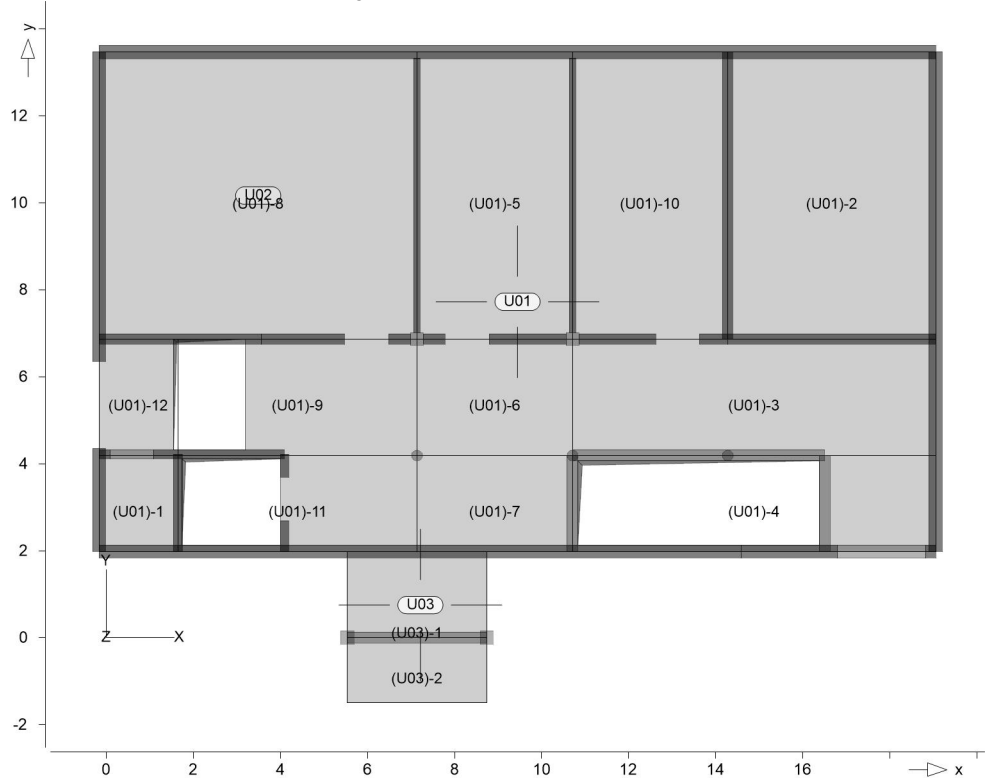 y
12
10
8
6
4
2
0
-2
U02
(U01)-8
(U01)-5
(U01)-10
(U01)-2
U01
(U01)-12
(U01)-9
(U01)-6
(U01)-3
(U01)-1
(U01)-11
(U01)-7
(U01)-4
Y
Z
X
U03
(U03)-1
(U03)-2
0 2 4 6 8 10 12 14 16
x